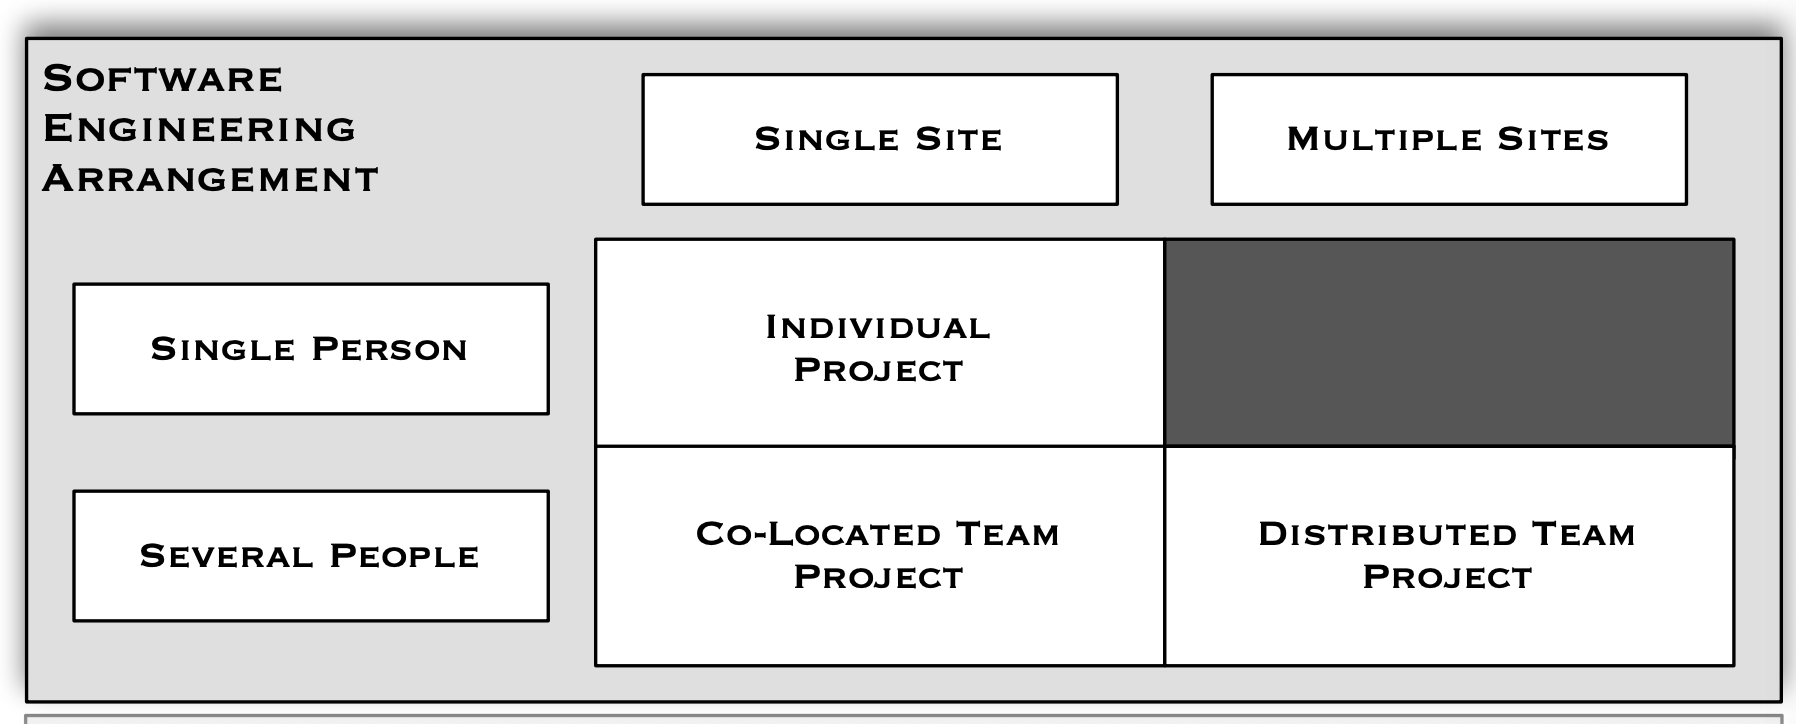 Software
Engineering
Arrangement
Single Site
Multiple Sites
Single Person
Individual
Project
Several People
Co-Located Team
Project
Distributed Team
Project